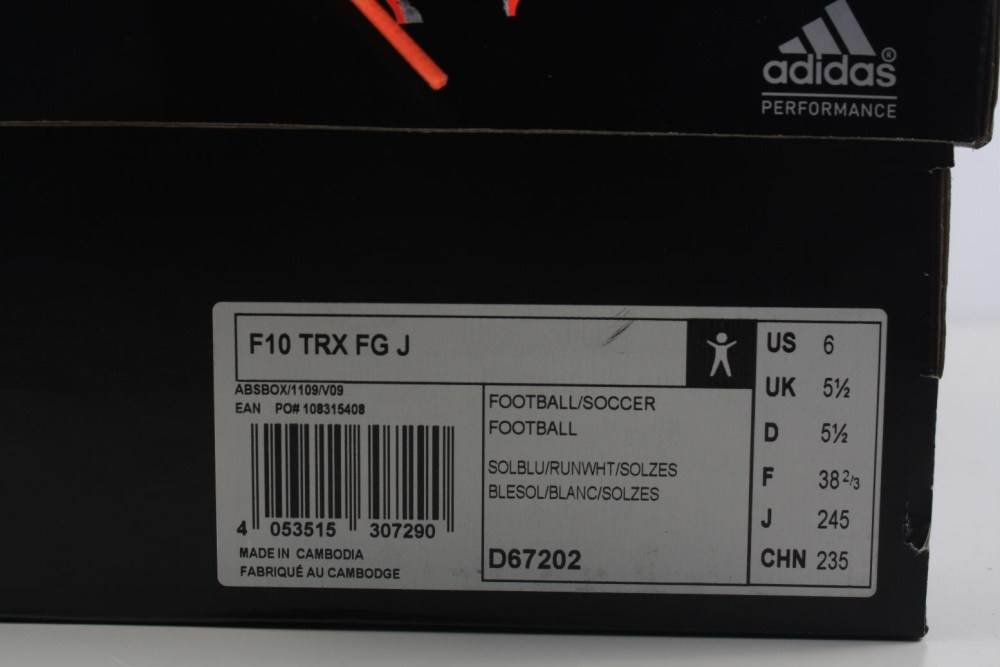 adidas®
PERFORMANCE
F10 TRX FG J
ABSBOX/1109/V09
EAN PO# 108315408
4 053515 307290
MADE IN CAMBODIA
FABRIQUÉ AU CAMBODGE
FOOTBALL/SOCCER
FOOTBALL
SOLBLU/RUNWHT/SOLZES
BLESOL/BLANC/SOLZES
D67202
US 6
UK 5½
D 5½
F 38 2/3
J 245
CHN 235